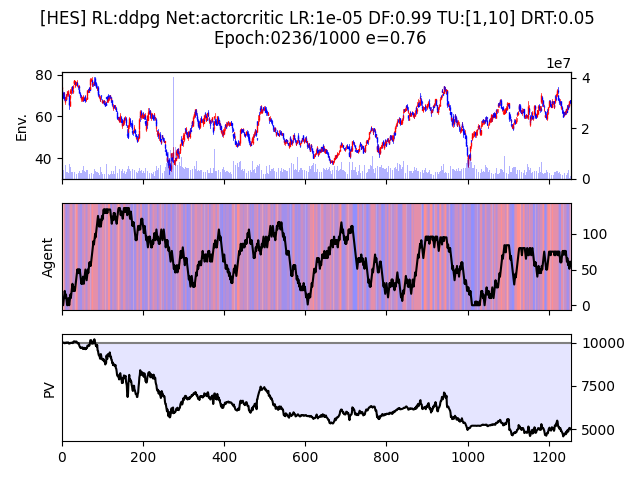 [HES] RL:ddpg Net:actorcritic LR:1e-05 DF:0.99 TU:[1,10] DRT:0.05
Epoch:0236/1000 e=0.76
1e7
80
60
40
Env.
4
2
0
Agent
100
50
0
PV
10000
7500
5000
0 200 400 600 800 1000 1200